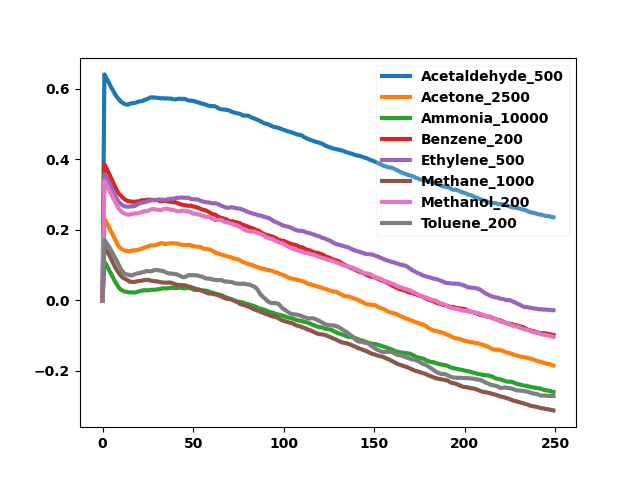 0.6
0.4
0.2
0.0
−0.2
0 50 100 150 200 250
Acetaldehyde_500
Acetone_2500
Ammonia_10000
Benzene_200
Ethylene_500
Methane_1000
Methanol_200
Toluene_200